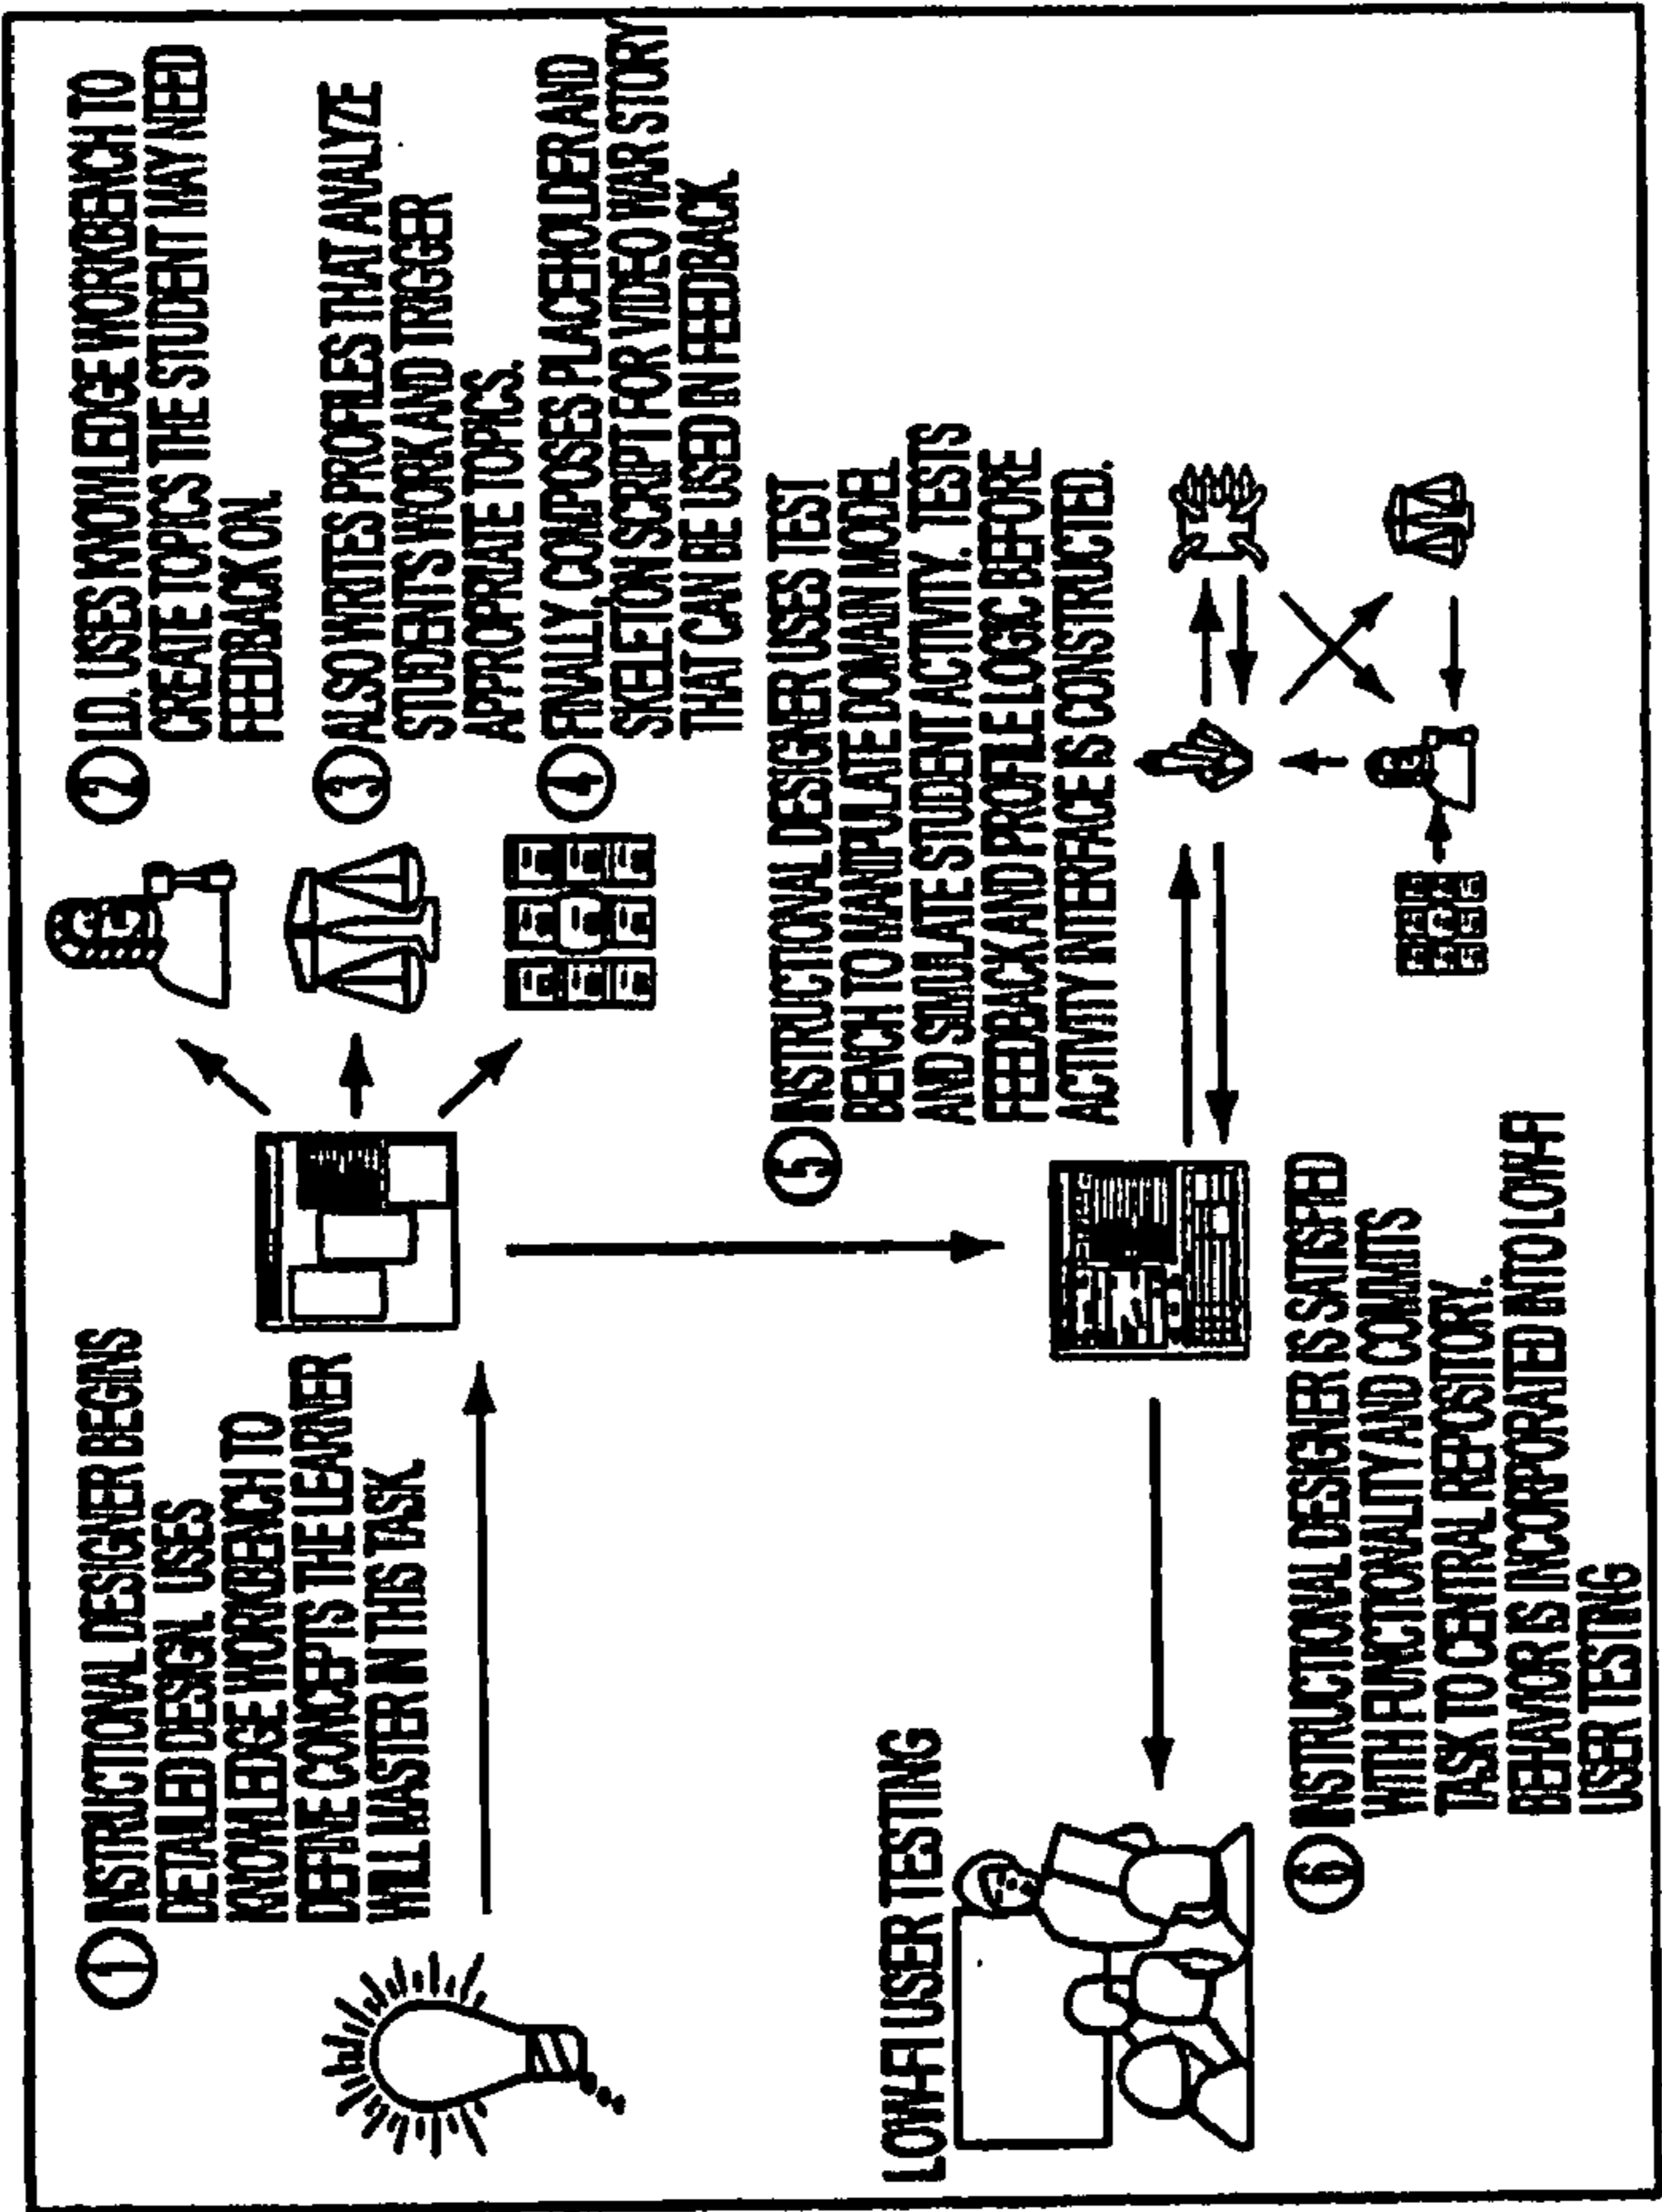 1 INSTRUCTIONAL DESIGNER BEGINS
DETAILED DESIGN. USES
KNOWLEDGE WORKBENCH TO
DEFINE CONCEPTS THE LEARNER
WILL MASTER IN THIS TASK.
2 I.D. USES KNOWLEDGE WORKBENCH TO
CREATE TOPICS THE STUDENT MAY NEED
FEEDBACK ON.
3 ALSO WRITES PROFILES THAT ANALYZE
STUDENTS WORK AND TRIGGER
APPROPRIATE TOPICS.
4 FINALLY, COMPOSES PLACEHOLDER AND
SKELETON SCRIPT FOR VIDEO WAR STORY
THAT CAN BE USED IN FEEDBACK
5 INSTRUCTIONAL DESIGNER USES TEST
BENCH TO MANIPULATE DOMAIN MODEL
AND SIMULATE STUDENT ACTIVITY. TESTS
FEEDBACK AND PROFILE LOGIC BEFORE
ACTIVITY INTERFACE IS CONSTRUCTED.
LOW-FI USER TESTING
6 INSTRUCTIONAL DESIGNER IS SATISFIED
WITH FUNCTIONALITY AND COMMITS
TASK TO CENTRAL REPOSITORY.
BEHAVIOR IS INCORPORATED INTO LOW-FI
USER TESTING